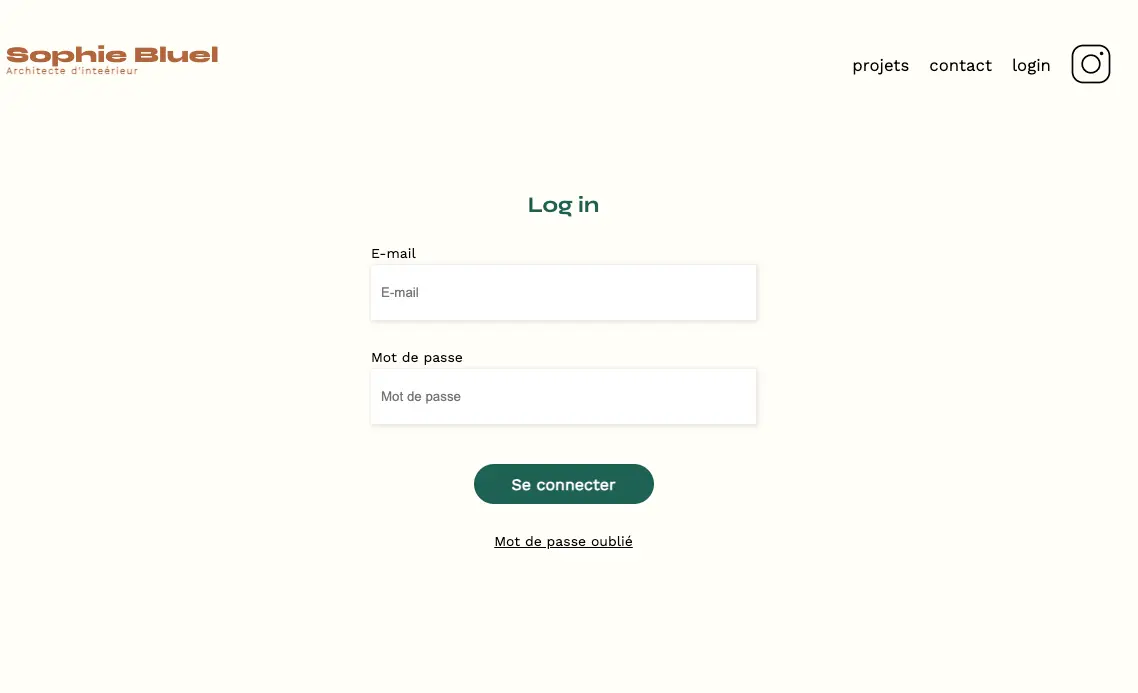 Sophie Bluel
Architecte d'inteérieur
projets contact login
Log in
E-mail
E-mail
Mot de passe
Mot de passe
Se connecter
Mot de passe oublié